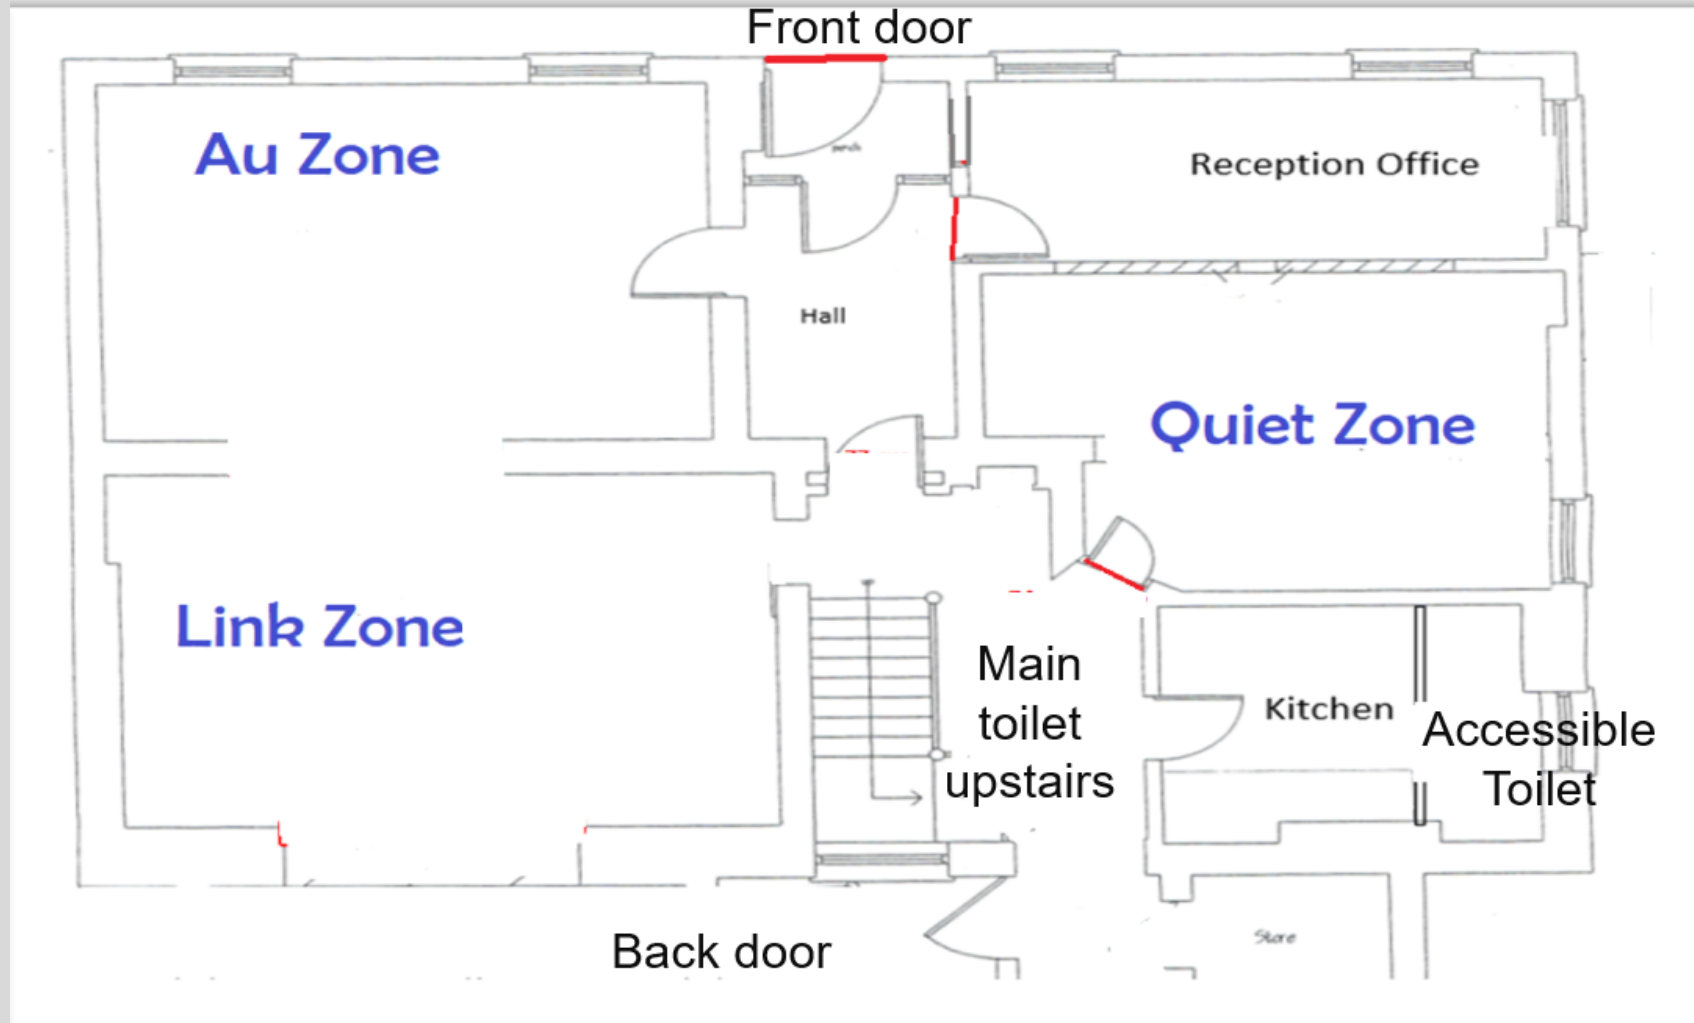 Front door
Au Zone
Reception Office
Hall
Quiet Zone
Link Zone
Main
toilet
upstairs
Kitchen
Accessible
Toilet
Back door
Store